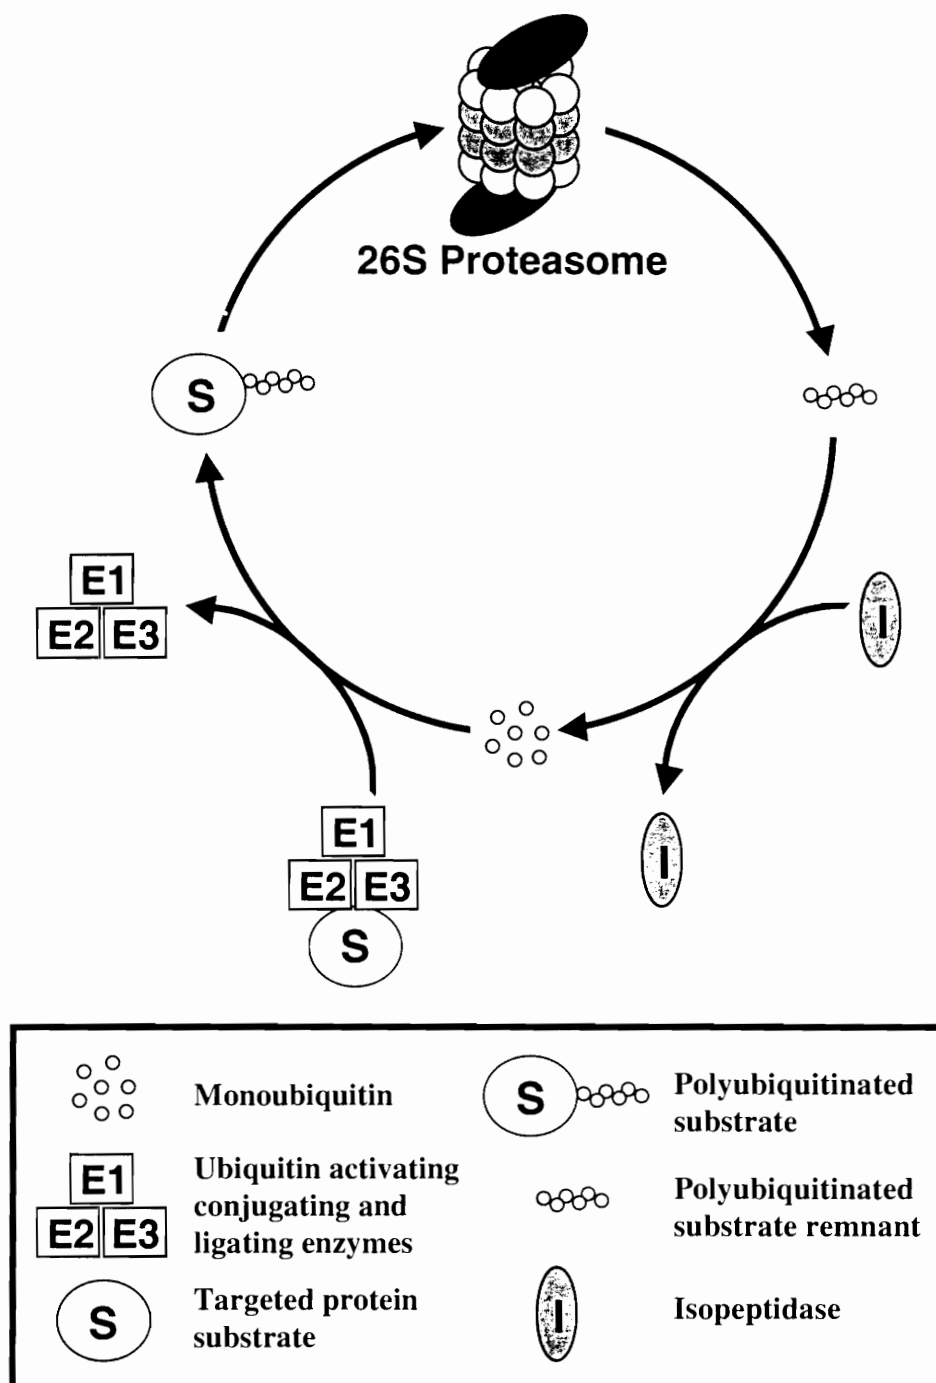 26S Proteasome
S
E1
E2 E3
I
E1
E2 E3
S
I
Monoubiquitin
E1
E2 E3
Ubiquitin activating
conjugating and
ligating enzymes
S
Targeted protein
substrate
S
Polyubiquitinated
substrate
Polyubiquitinated
substrate remnant
I
Isopeptidase